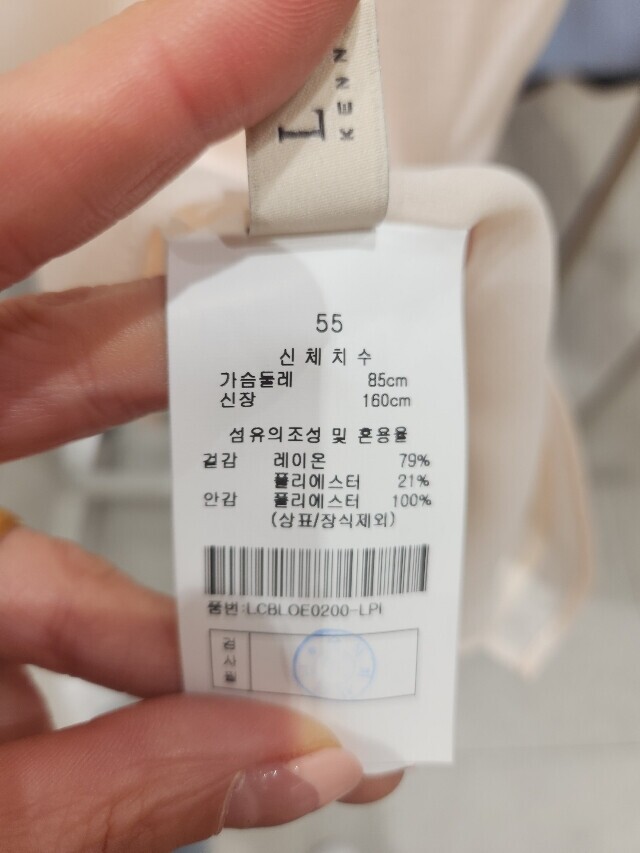 L
KENN
55
신체치수
가슴둘레 85cm
신장 160cm
섬유의조성 및 혼용율
겉감 레이온 79%
폴리에스터 21%
안감 폴리에스터 100%
(상표/장식제외)
품번:LCBLOE0200-LPI
검사필